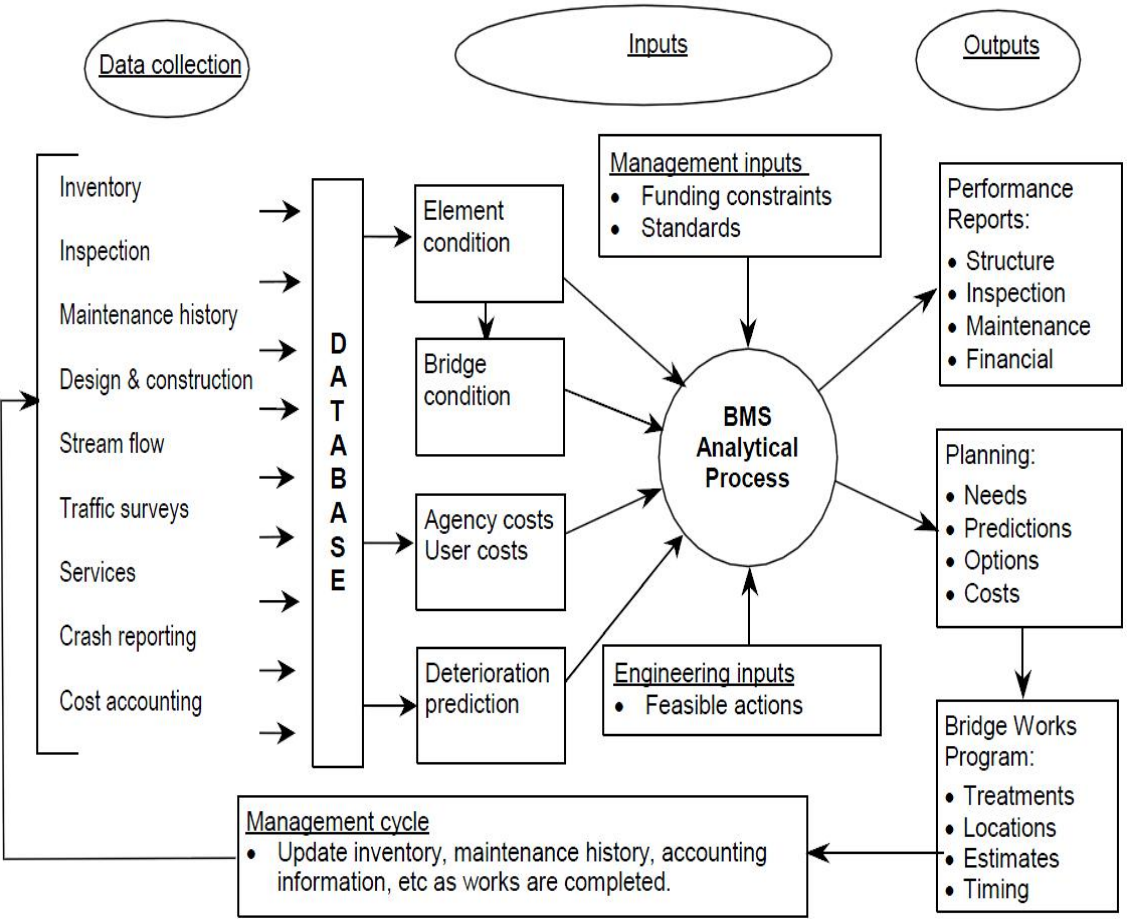 Data collection
Inputs
Outputs
Inventory
Inspection
Maintenance history
Design & construction
Stream flow
Traffic surveys
Services
Crash reporting
Cost accounting
DATABASE
Element
condition
Bridge
condition
Agency costs
User costs
Deterioration
prediction
Management inputs
• Funding constraints
• Standards
BMS
Analytical
Process
Engineering inputs
• Feasible actions
Performance
Reports:
• Structure
• Inspection
• Maintenance
• Financial
Planning:
• Needs
• Predictions
• Options
• Costs
Bridge Works
Program:
• Treatments
• Locations
• Estimates
• Timing
Management cycle
• Update inventory, maintenance history, accounting
information, etc as works are completed.